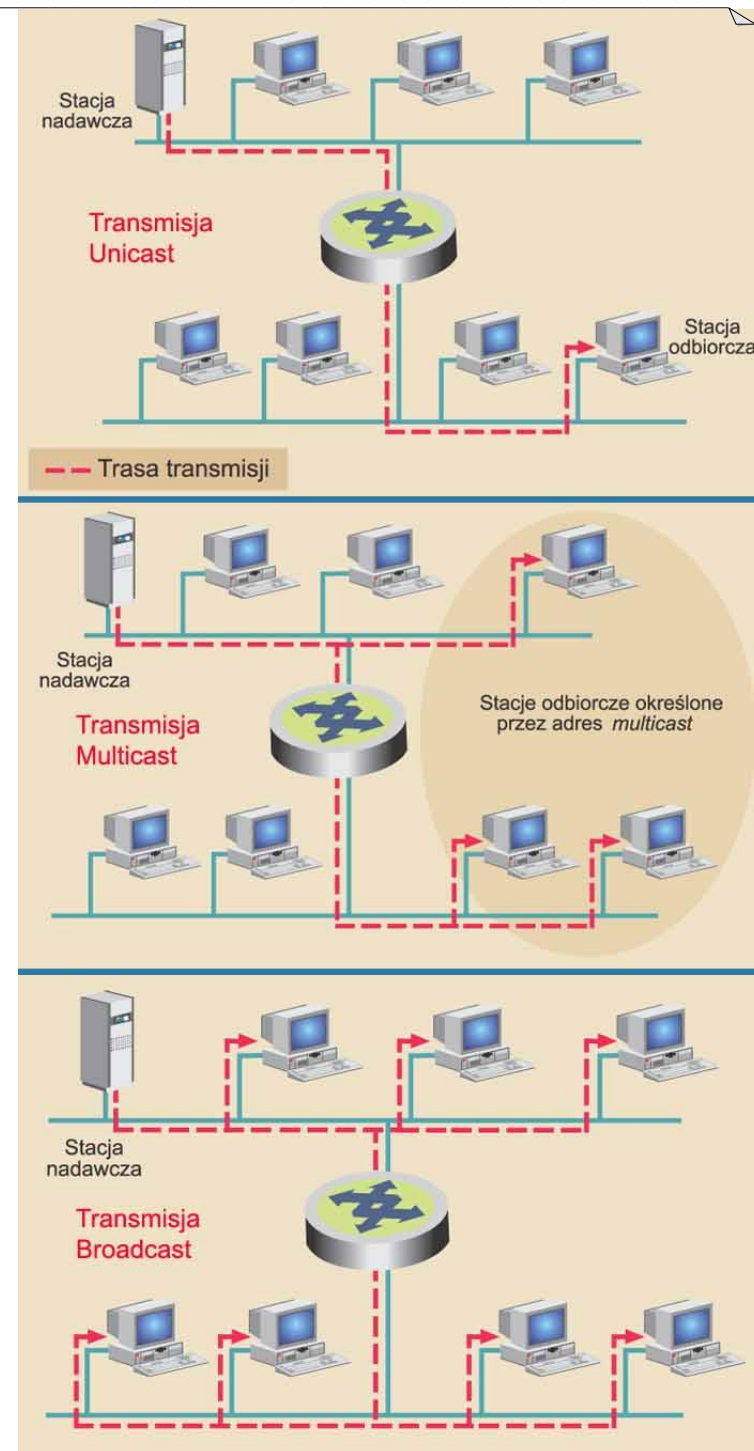 Stacja
nadawcza
Transmisja
Unicast
Stacja
odbiorcza
Trasa transmisji
Stacja
nadawcza
Transmisja
Multicast
Stacje odbiorcze określone
przez adres multicast
Stacja
nadawcza
Transmisja
Broadcast